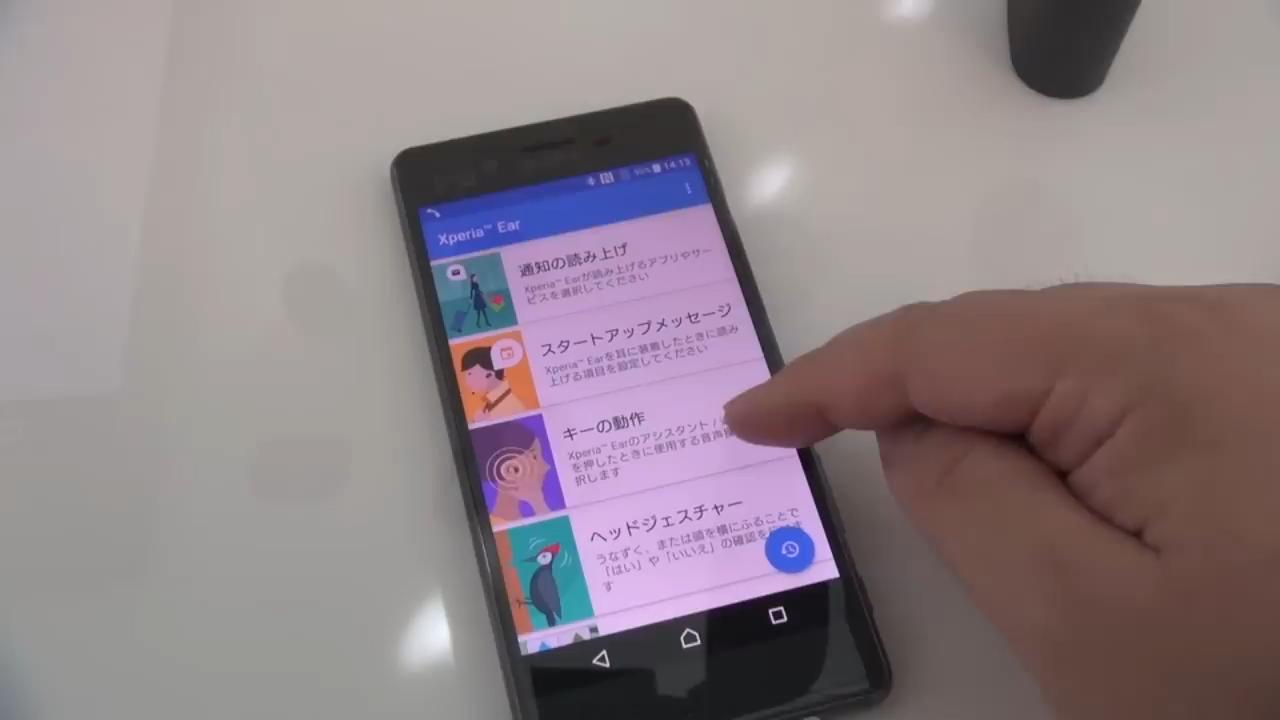 14:15
Xperia™ Ear
通知の読み上げ
Xperia™ Earが読み上げるアプリやサー
ビスを選択してください
スタートアップメッセージ
Xperia™ Earを耳に装着したときに読み
上げる項目を設定してください
キーの動作
Xperia™ Earのアシスタント /
を押したときに使用する音声
択します
ヘッドジェスチャー
うなずく、または頭を横にふることで
「はい」や「いいえ」の確認を
す